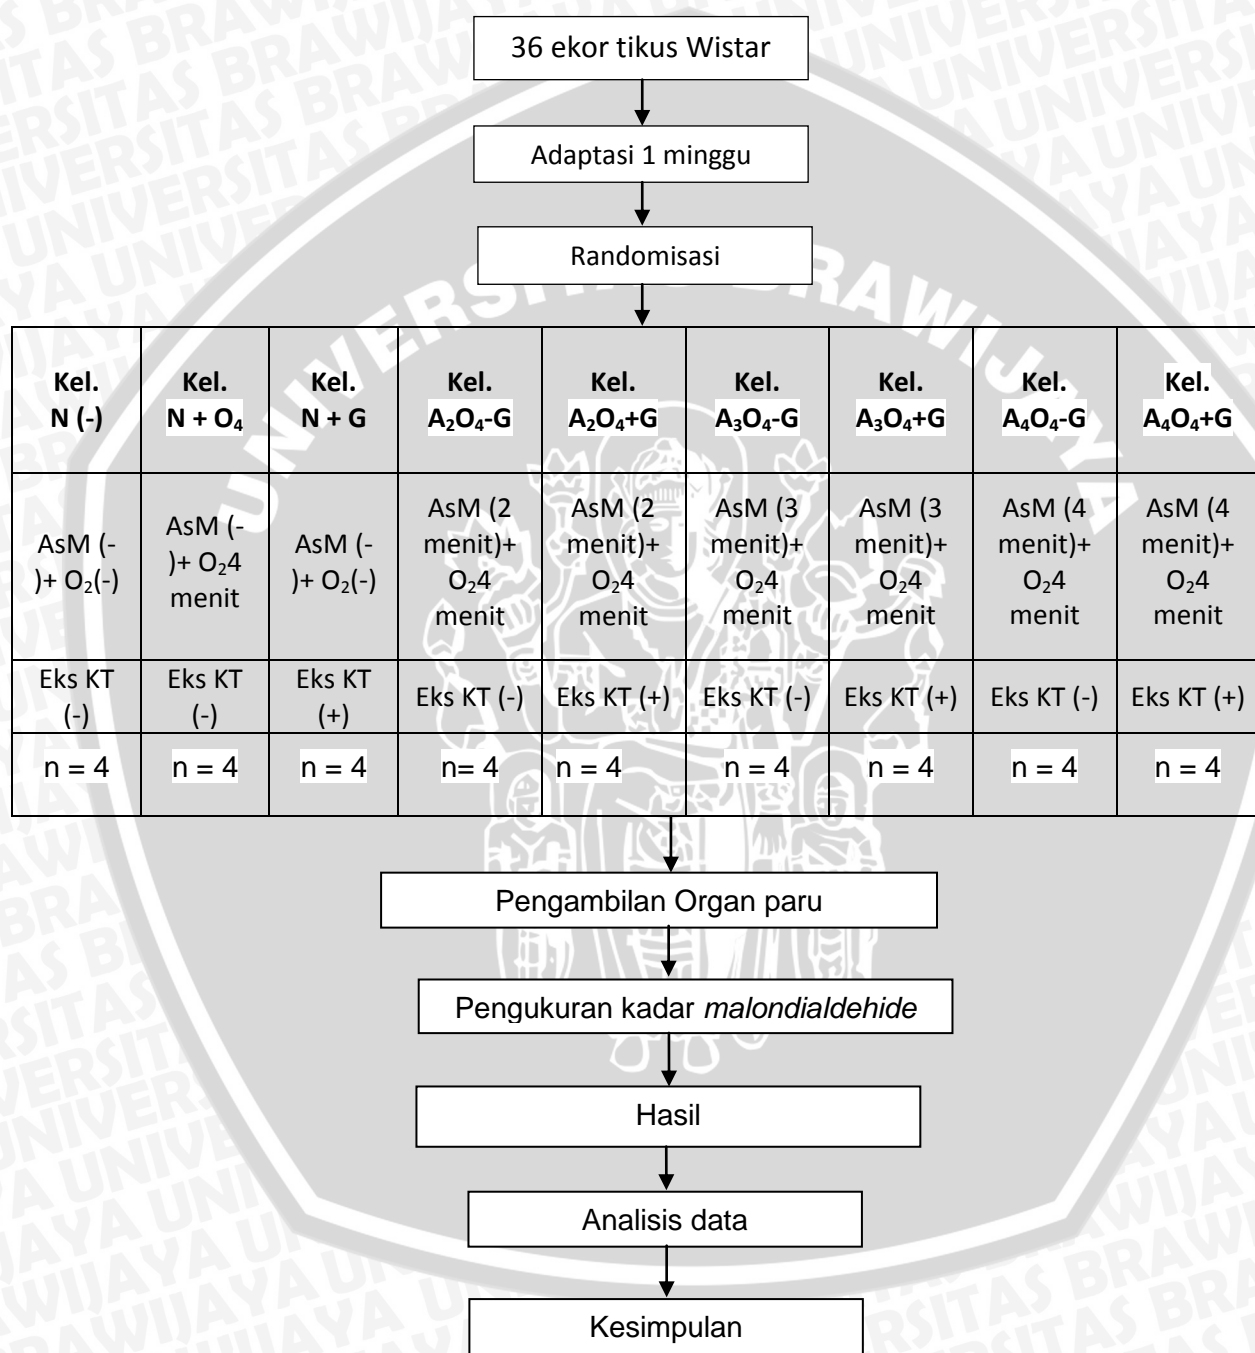 36 ekor tikus Wistar
Adaptasi 1 minggu
Randomisasi
UNIVERSITAS BRAWIJAYA
Kel. N (-)
Kel. N + O₄
Kel. N + G
Kel. A₂O₄-G
Kel. A₂O₄+G
Kel. A₃O₄-G
Kel. A₃O₄+G
Kel. A₄O₄-G
Kel. A₄O₄+G
AsM (-
)+ O₂(-)
AsM (-
)+ O₂4
menit
AsM (-
)+ O₂(-)
AsM (2
menit)+
O₂4
menit
AsM (2
menit)+
O₂4
menit
AsM (3
menit)+
O₂4
menit
AsM (3
menit)+
O₂4
menit
AsM (4
menit)+
O₂4
menit
AsM (4
menit)+
O₂4
menit
Eks KT
(-)
Eks KT
(-)
Eks KT
(+)
Eks KT (-)
Eks KT (+)
Eks KT (-)
Eks KT (+)
Eks KT (-)
Eks KT (+)
n = 4
n = 4
n = 4
n= 4
n = 4
n = 4
n = 4
n = 4
n = 4
Pengambilan Organ paru
Pengukuran kadar malondialdehide
Hasil
Analisis data
Kesimpulan